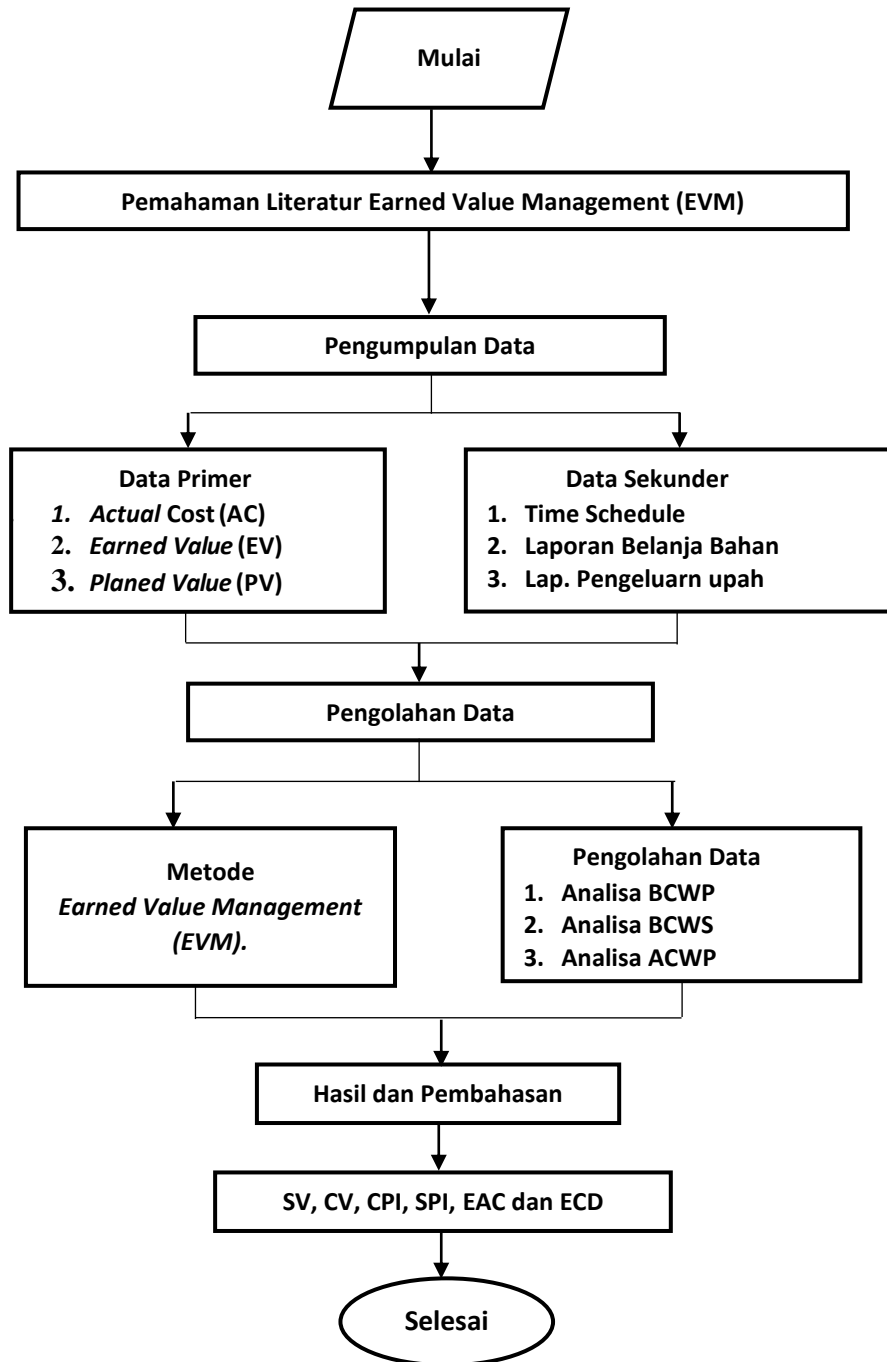 Mulai
Pemahaman Literatur Earned Value Management (EVM)
Pengumpulan Data
Data Primer
1. Actual Cost (AC)
2. Earned Value (EV)
3. Planed Value (PV)
Data Sekunder
1. Time Schedule
2. Laporan Belanja Bahan
3. Lap. Pengeluarn upah
Pengolahan Data
Metode
Earned Value Management
(EVM).
Pengolahan Data
1. Analisa BCWP
2. Analisa BCWS
3. Analisa ACWP
Hasil dan Pembahasan
SV, CV, CPI, SPI, EAC dan ECD
Selesai